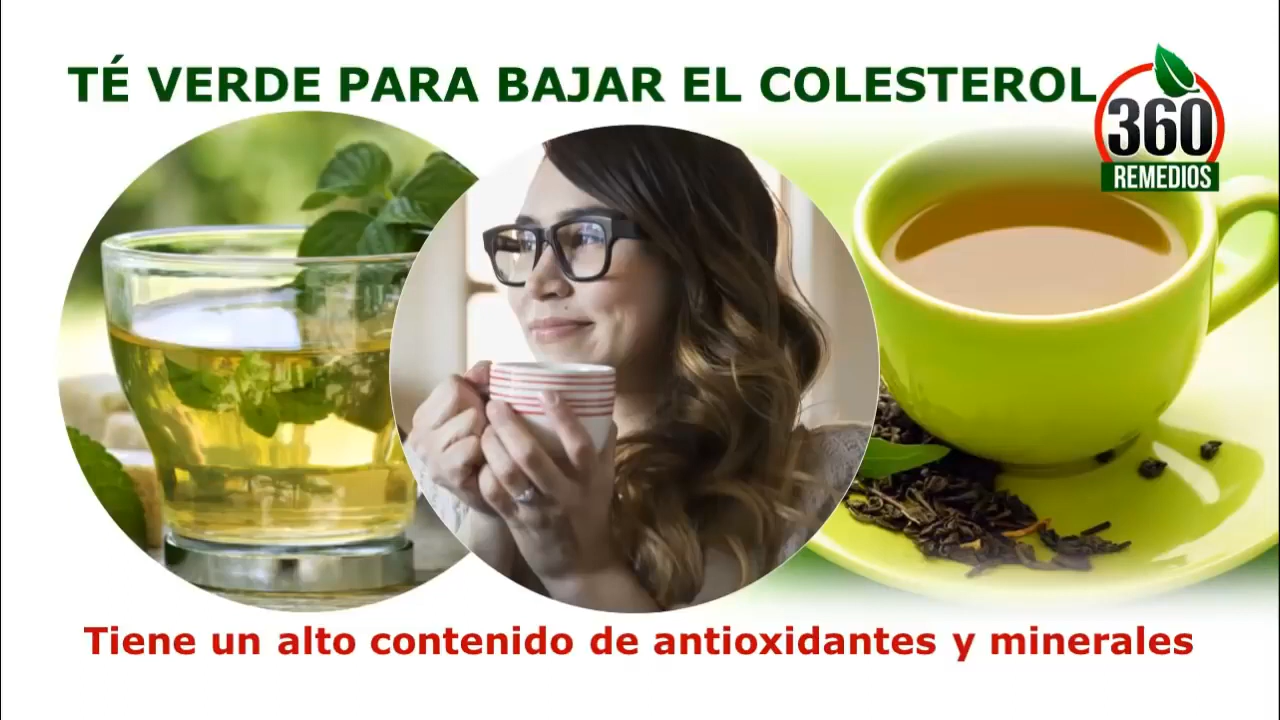 TÉ VERDE PARA BAJAR EL COLESTEROL
360
REMEDIOS
Tiene un alto contenido de antioxidantes y minerales